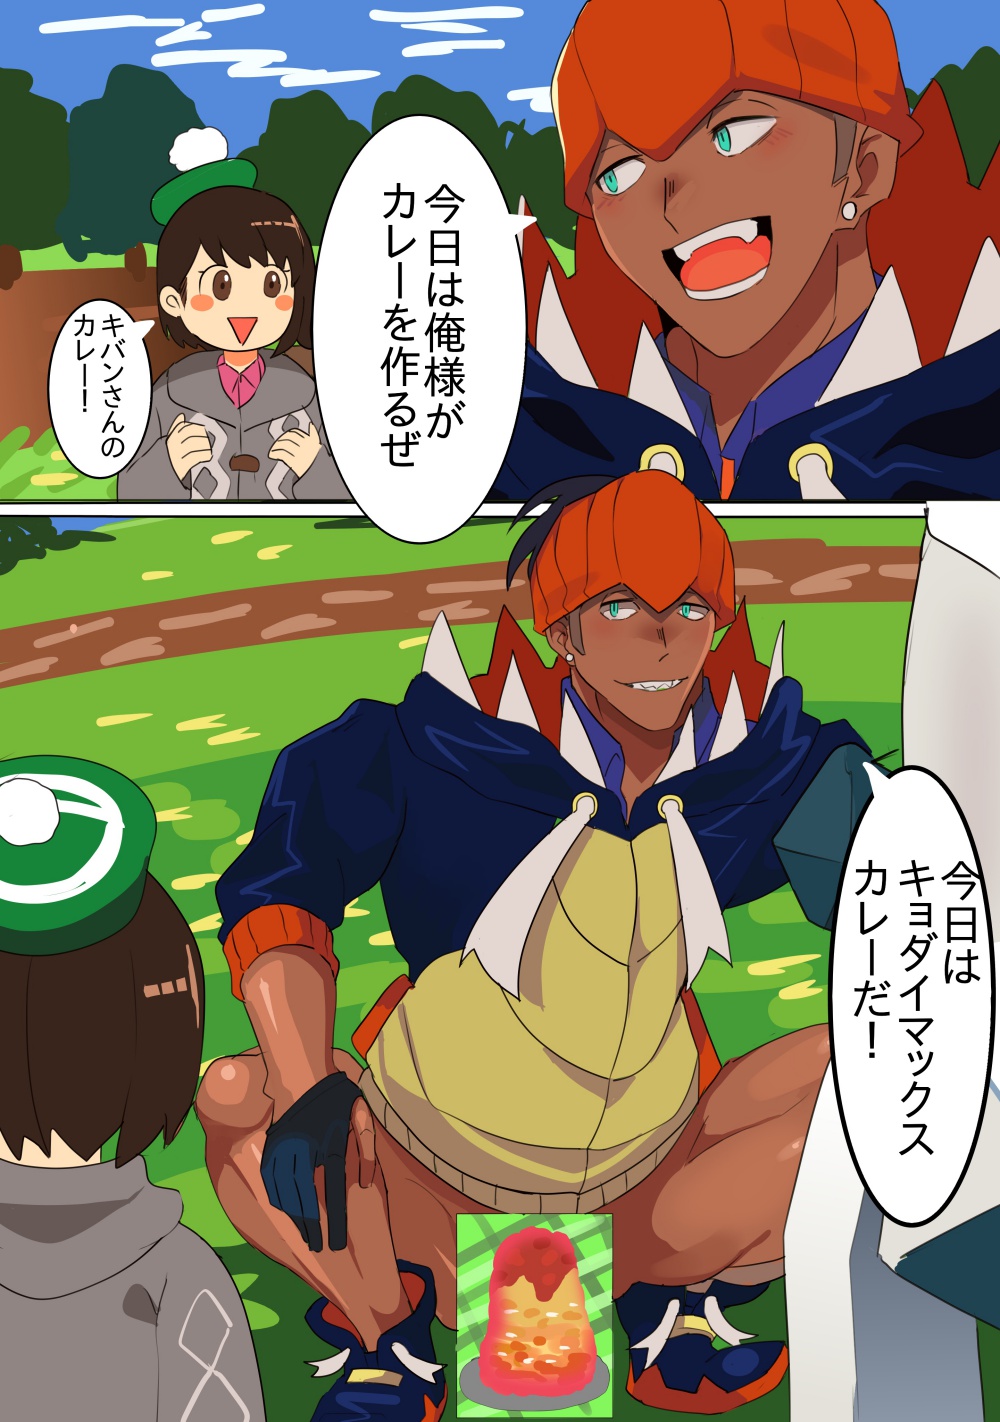 今日は俺様が
カレーを作るぜ
キバンさんの
カレー！
今日は
キョダイマックス
カレーだ！